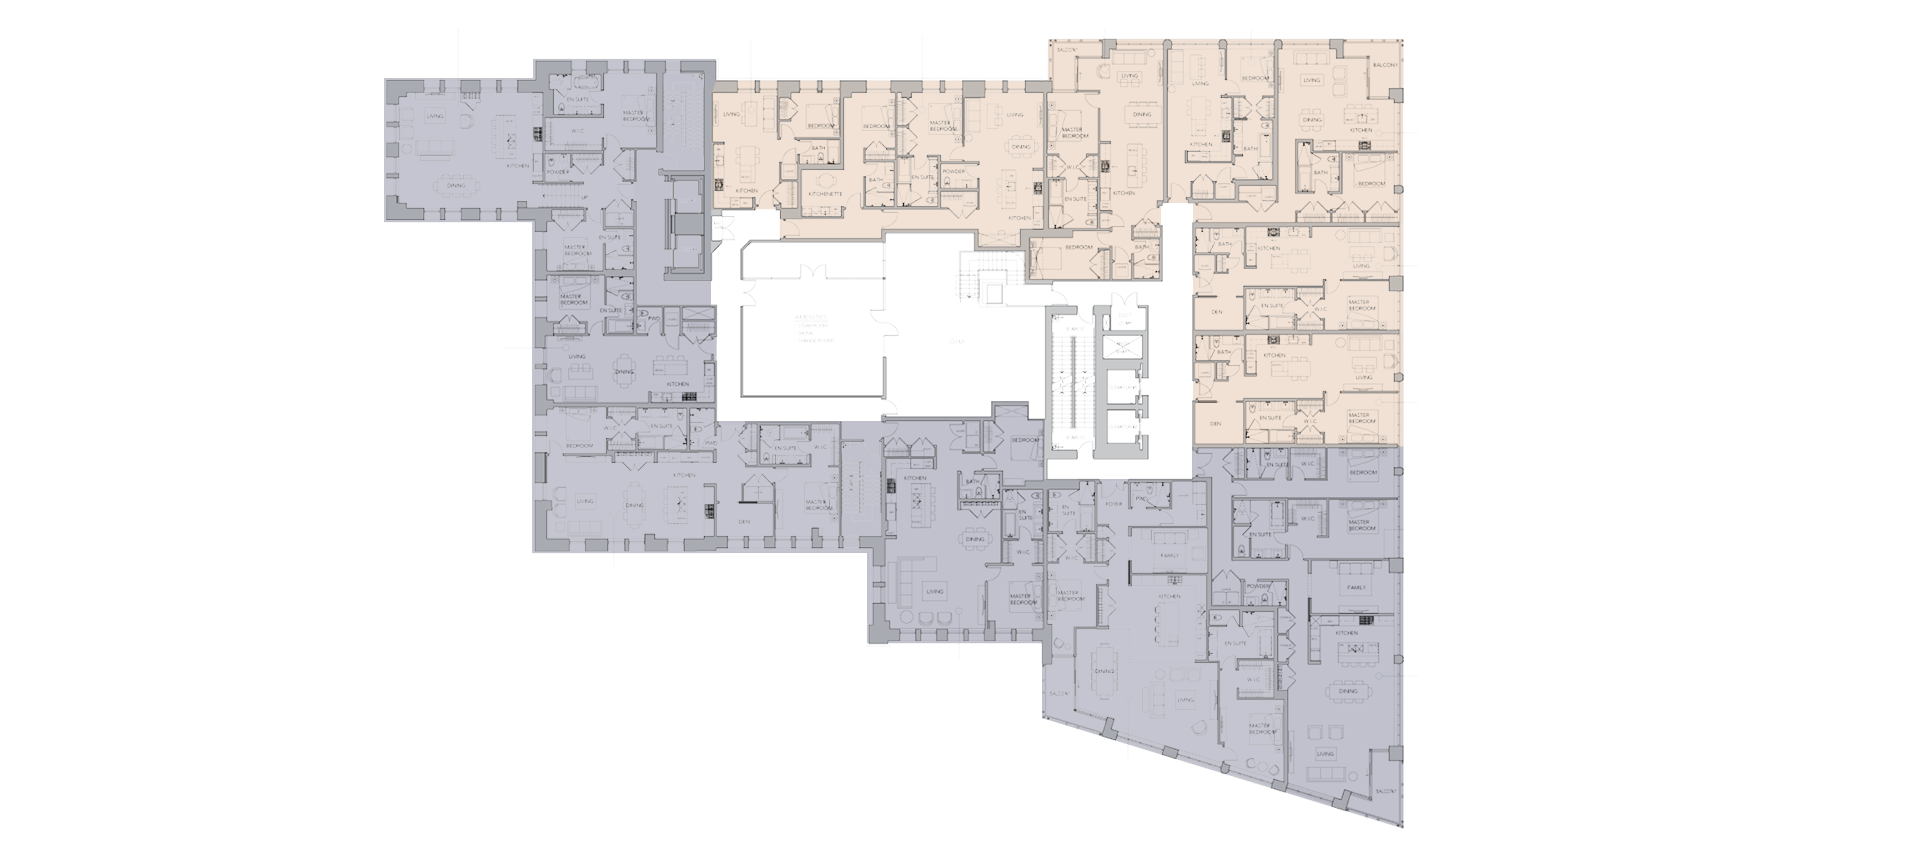 BALCONY
LIVING
LIVING
BEDROOM
LIVING
BALCONY
EN SUITE
MASTER
BEDROOM
LIVING
W.I.C
KITCHEN
POWDER
DINING
UP
LIVING
BEDROOM
BATH
KITCHEN
BEDROOM
BATH
KITCHENETTE
MASTER
BEDROOM
EN SUITE
LIVING
DINING
POWDER
KITCHEN
DINING
MASTER
BEDROOM
W.I.C
EN SUITE
KITCHEN
BEDROOM
BATH
KITCHEN
BATH
DINING
KITCHEN
BATH
BEDROOM
EN SUITE
MASTER
BEDROOM
MASTER
BEDROOM
EN SUITE
PWD
LIVING
DINING
KITCHEN
BATH
KITCHEN
LIVING
EN SUITE
W.I.C
MASTER
BEDROOM
DEN
BATH
KITCHEN
LIVING
EN SUITE
W.I.C
MASTER
BEDROOM
DEN
BEDROOM
W.I.C
EN SUITE
PWD
LIVING
DINING
KITCHEN
DEN
EN SUITE
W.I.C
MASTER
BEDROOM
BEDROOM
KITCHEN
BATH
EN
SUITE
DINING
W.I.C
LIVING
MASTER
BEDROOM
EN
SUITE
FOYER
PWD
W.I.C
FAMILY
MASTER
BEDROOM
KITCHEN
DINING
BALCONY
LIVING
EN SUITE
W.I.C
MASTER
BEDROOM
EN SUITE
W.I.C
BEDROOM
EN SUITE
W.I.C
MASTER
BEDROOM
POWDER
FAMILY
KITCHEN
DINING
LIVING
BALCONY